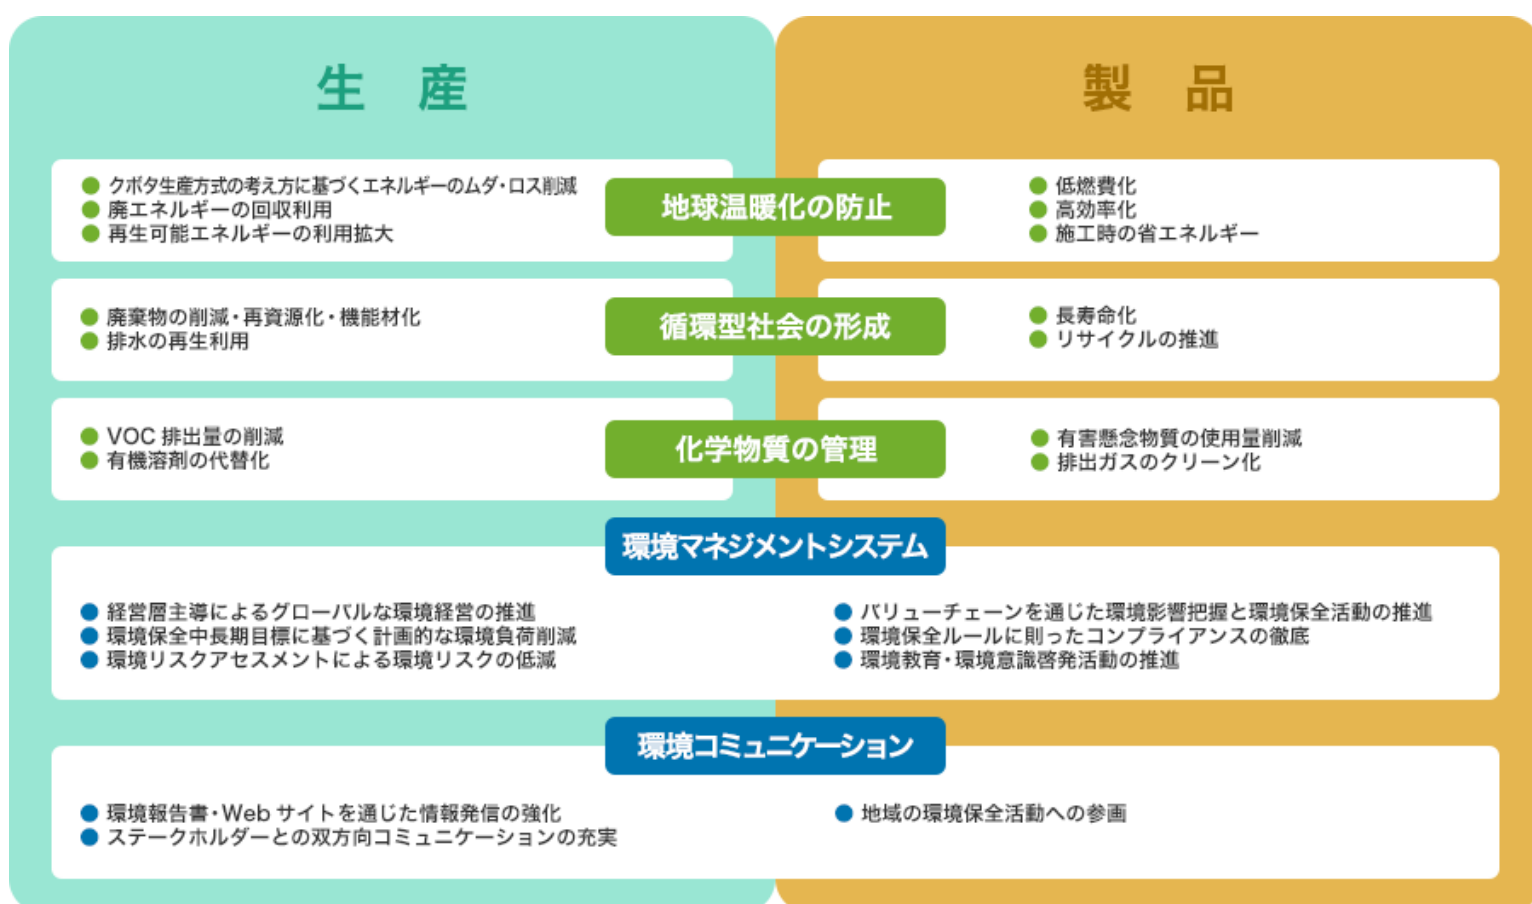 生 産
製 品
地球温暖化の防止
クボタ生産方式の考え方に基づくエネルギーのムダ・ロス削減
廃エネルギーの回収利用
再生可能エネルギーの利用拡大
低燃費化
高効率化
施工時の省エネルギー
循環型社会の形成
廃棄物の削減・再資源化・機能材化
排水の再生利用
長寿命化
リサイクルの推進
化学物質の管理
VOC 排出量の削減
有機溶剤の代替化
有害懸念物質の使用量削減
排出ガスのクリーン化
環境マネジメントシステム
経営層主導によるグローバルな環境経営の推進
環境保全中長期目標に基づく計画的な環境負荷削減
環境リスクアセスメントによる環境リスクの低減
バリューチェーンを通じた環境影響把握と環境保全活動の推進
環境保全ルールに則ったコンプライアンスの徹底
環境教育・環境意識啓発活動の推進
環境コミュニケーション
環境報告書・Web サイトを通じた情報発信の強化
ステークホルダーとの双方向コミュニケーションの充実
地域の環境保全活動への参画